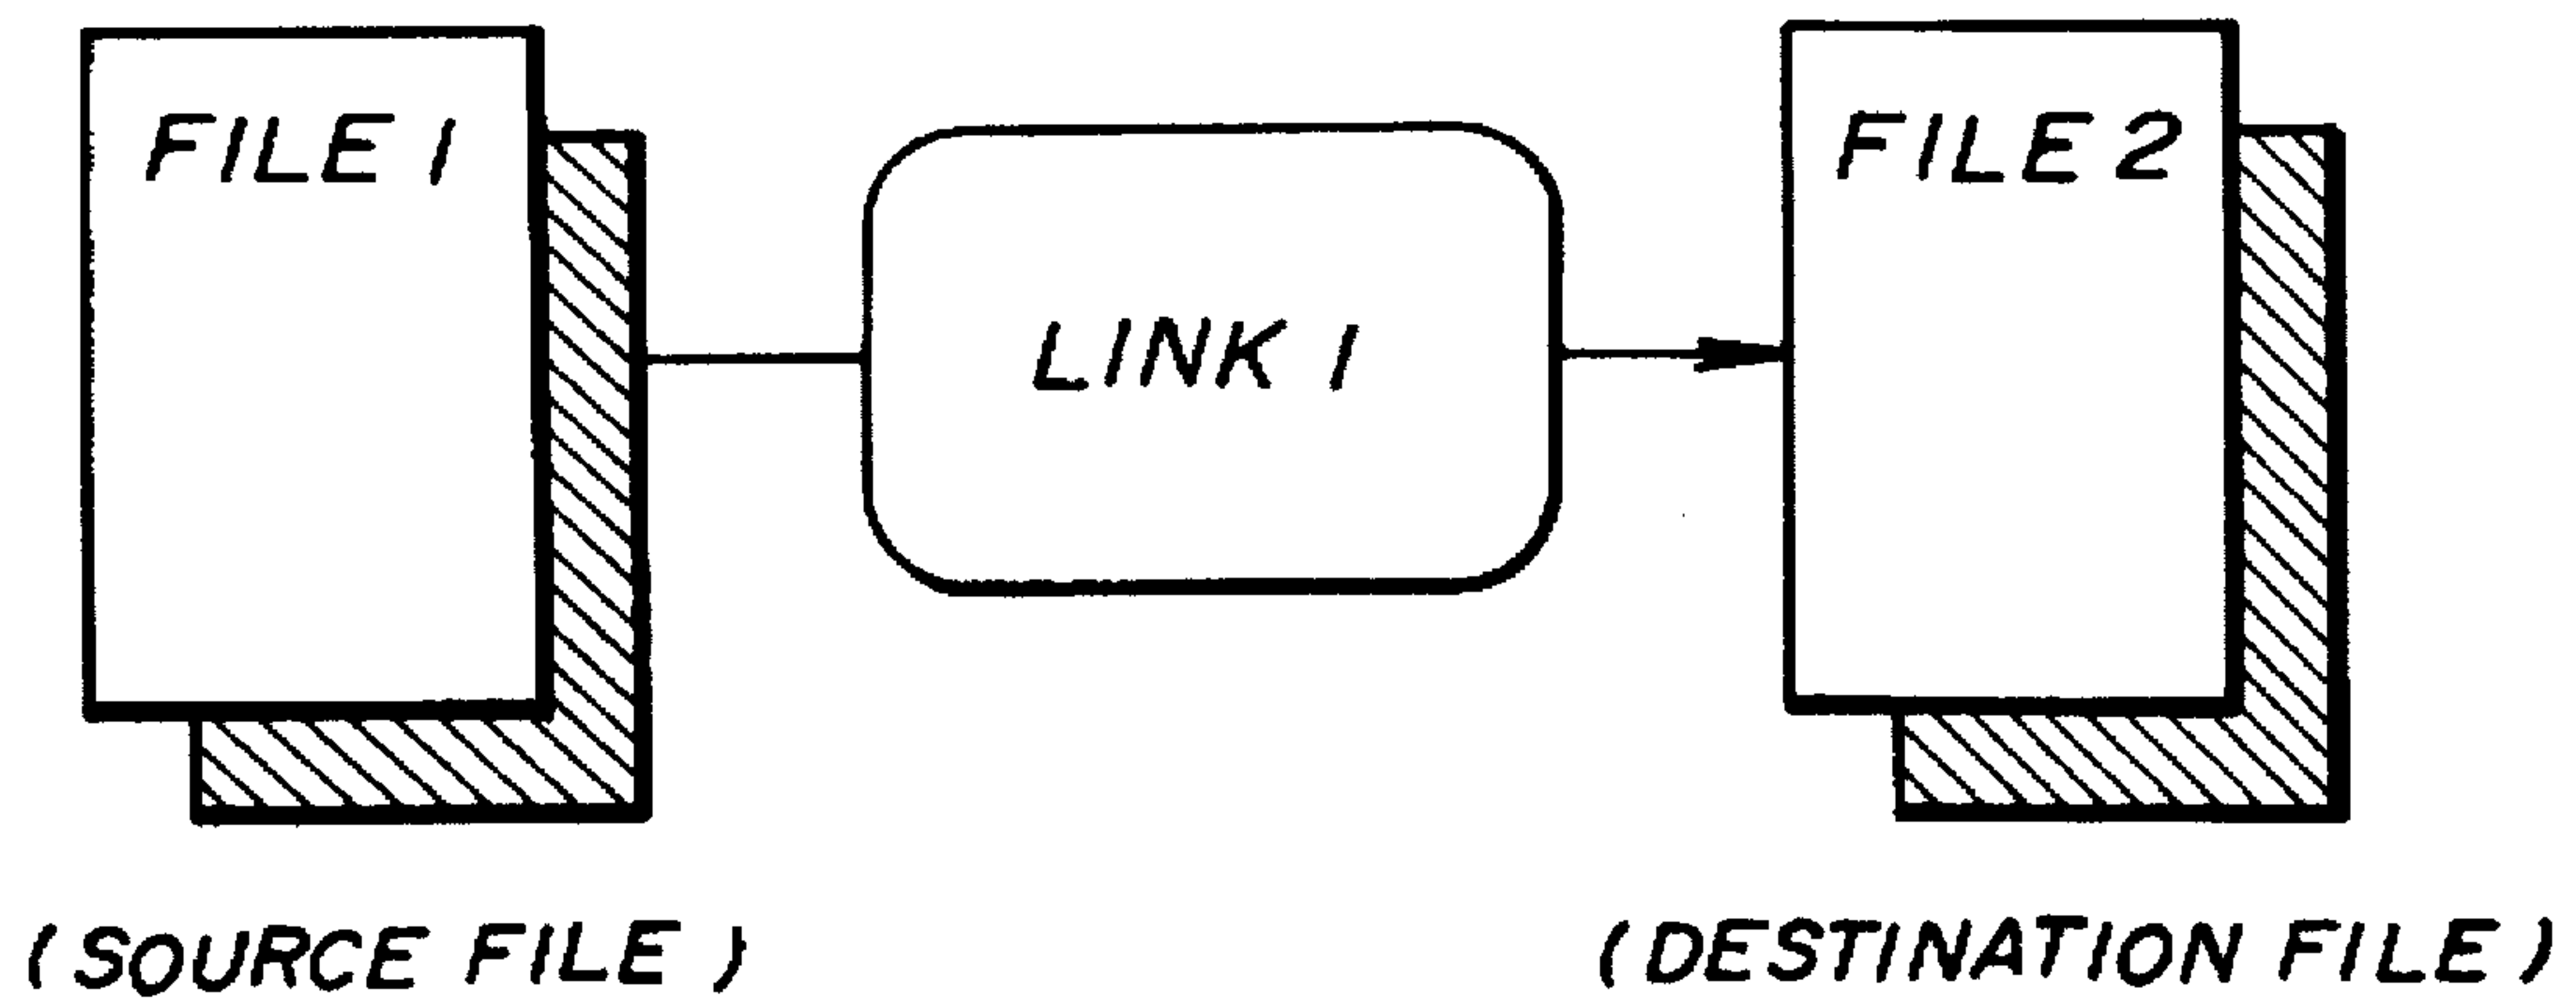 FILE 1
LINK 1
FILE 2
(SOURCE FILE)
(DESTINATION FILE)